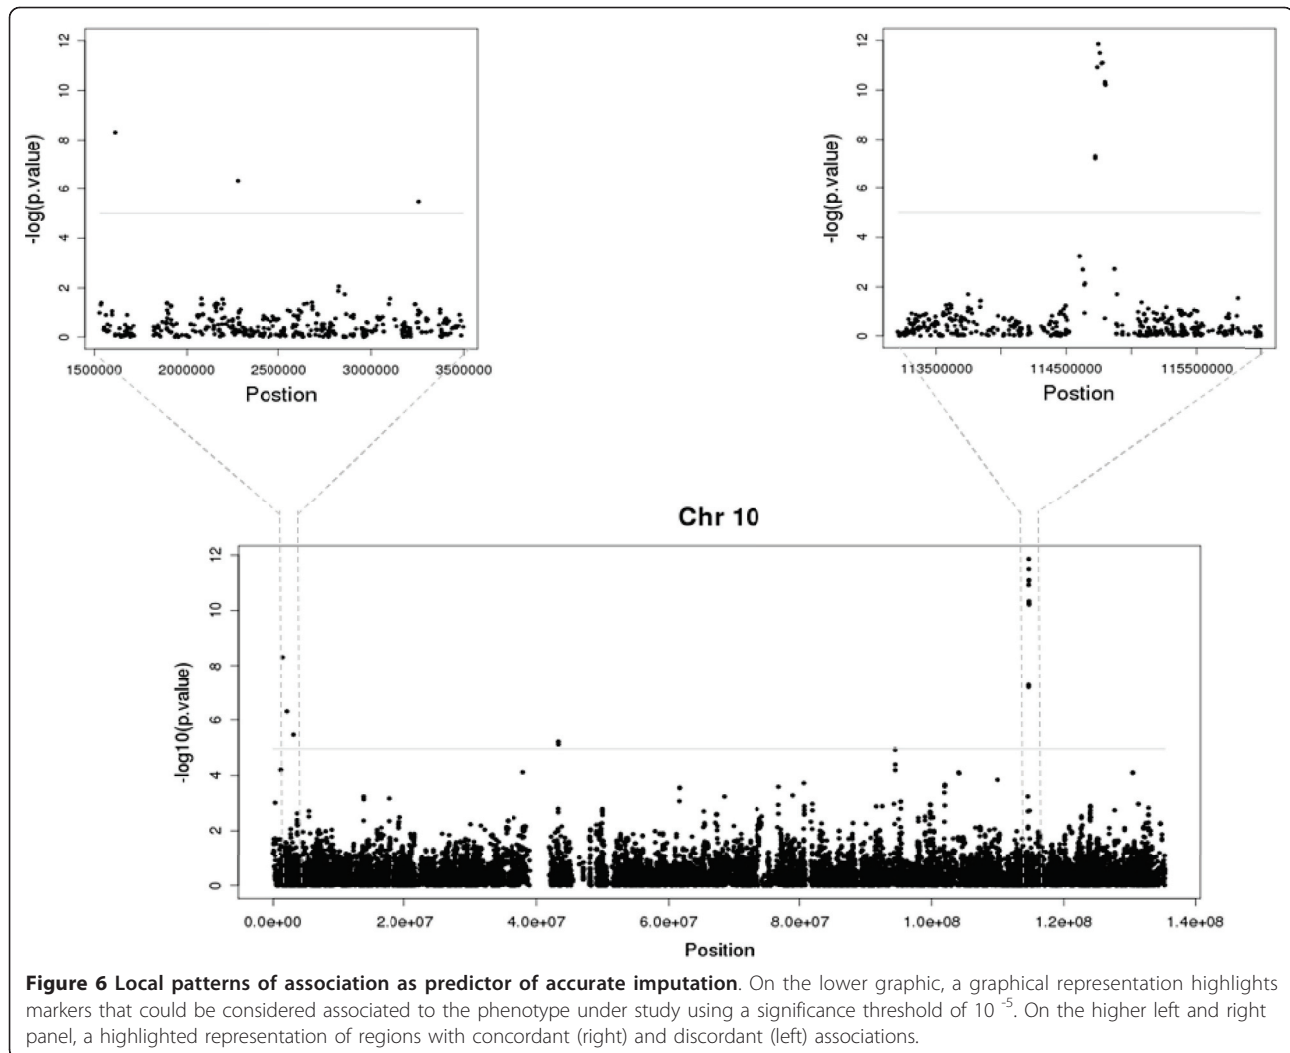 12
10
8
6
4
2
0
-log(p.value)
1500000 2000000 2500000 3000000 3500000
Postion
12
10
8
6
4
2
0
-log(p.value)
113500000 114500000 115500000
Postion
Chr 10
12
10
8
6
4
2
0
-log10(p.value)
0.0e+00 2.0e+07 4.0e+07 6.0e+07 8.0e+07 1.0e+08 1.2e+08 1.4e+08
Position
Figure 6 Local patterns of association as predictor of accurate imputation. On the lower graphic, a graphical representation highlights
markers that could be considered associated to the phenotype under study using a significance threshold of 10 -5. On the higher left and right
panel, a highlighted representation of regions with concordant (right) and discordant (left) associations.